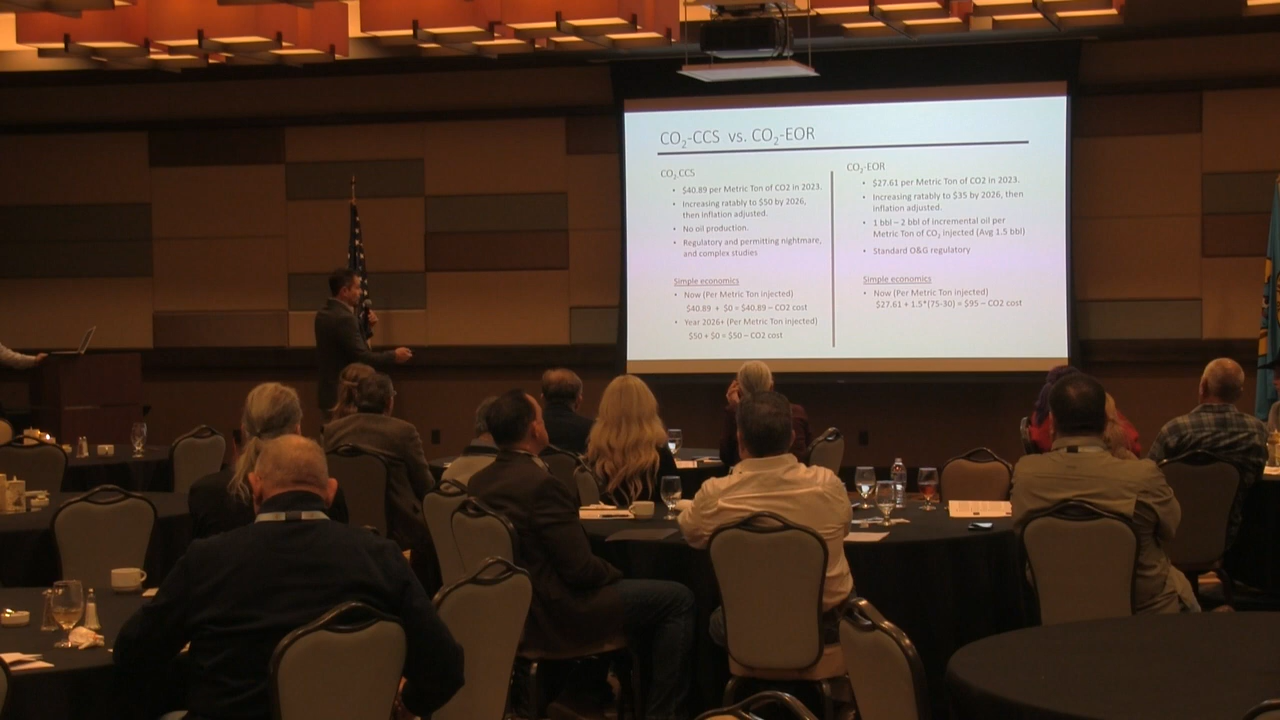 CO₂-CCS vs. CO₂-EOR
CO₂ CCS
• $40.89 per Metric Ton of CO2 in 2023.
• Increasing ratably to $50 by 2026,
then inflation adjusted.
• No oil production.
• Regulatory and permitting nightmare,
and complex studies
Simple economics
• Now (Per Metric Ton injected)
$40.89 + $0 = $40.89 – CO2 cost
• Year 2026+ (Per Metric Ton injected)
$50 + $0 = $50 – CO2 cost
CO₂-EOR
• $27.61 per Metric Ton of CO2 in 2023.
• Increasing ratably to $35 by 2026, then
inflation adjusted.
• 1 bbl – 2 bbl of incremental oil per
Metric Ton of CO₂ injected (Avg 1.5 bbl)
• Standard O&G regulatory
Simple economics
• Now (Per Metric Ton injected)
$27.61 + 1.5*(75-30) = $95 – CO2 cost